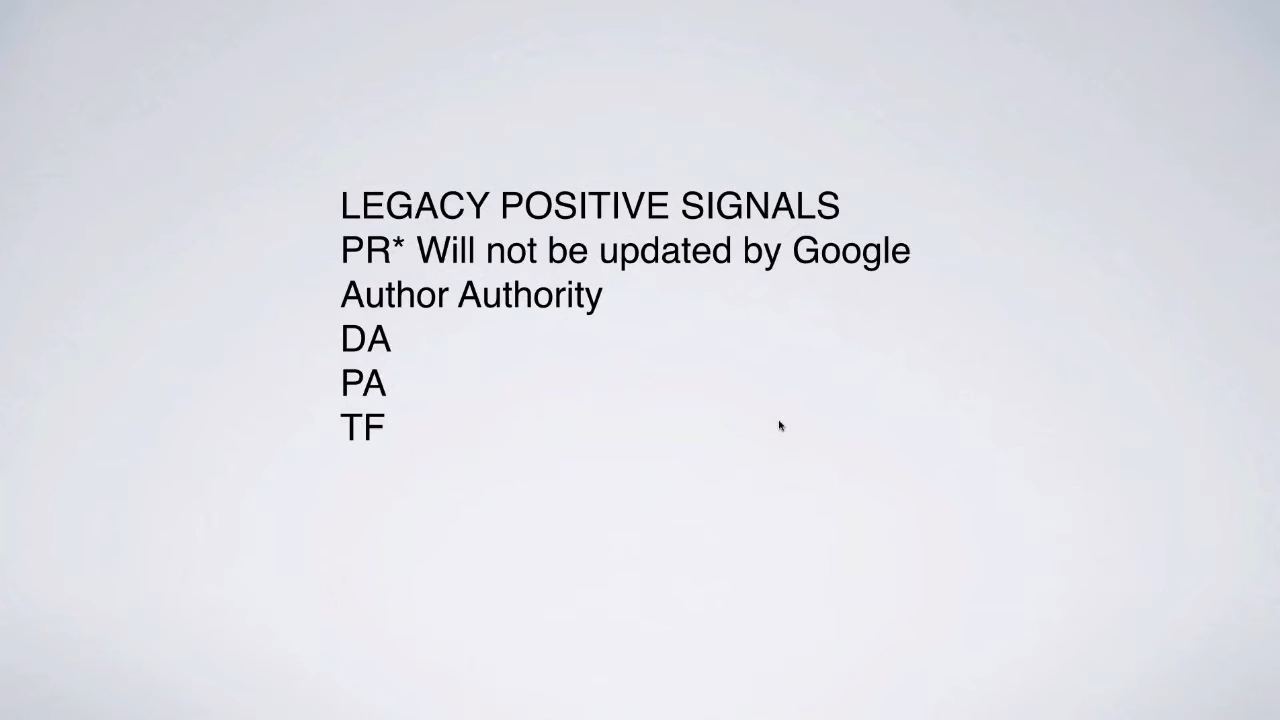 LEGACY POSITIVE SIGNALS
PR* Will not be updated by Google
Author Authority
DA
PA
TF